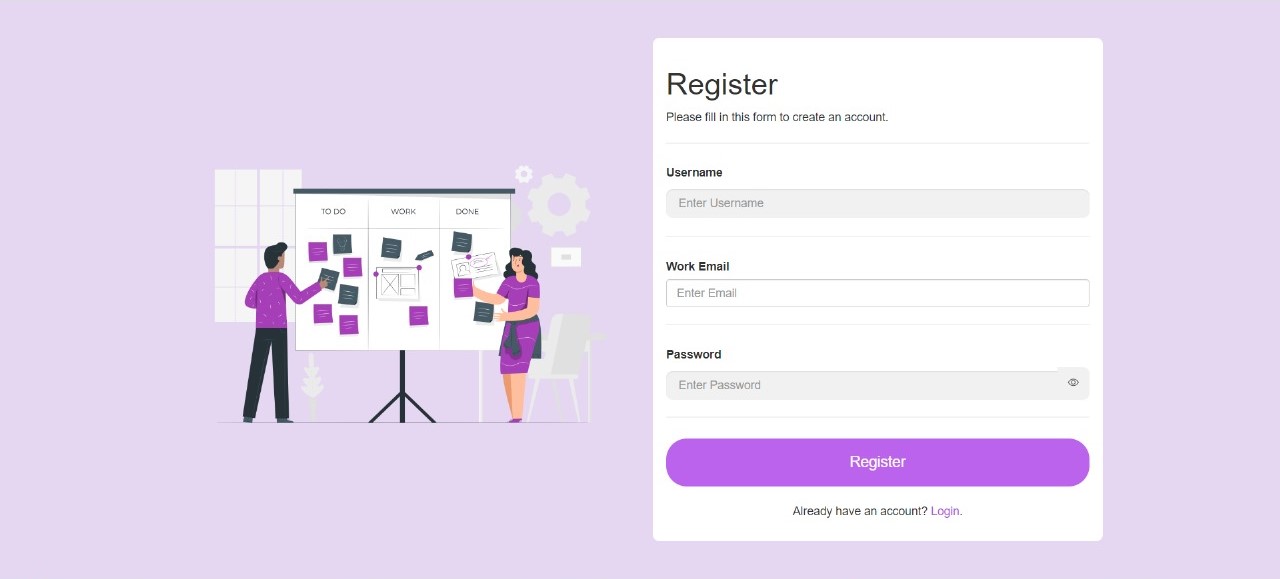 Register
Please fill in this form to create an account.
Username
Enter Username
Work Email
Enter Email
Password
Enter Password
Register
Already have an account? Login.
TO DO
WORK
DONE